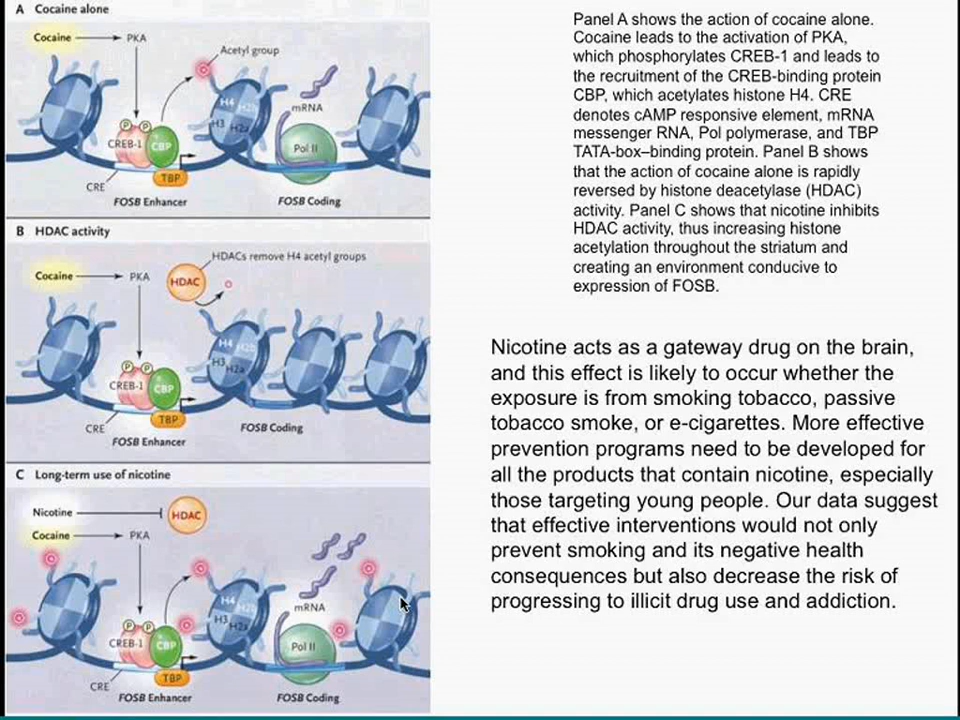 A Cocaine alone
Cocaine
PKA
Acetyl group
H4
H2b
H3
H2a
mRNA
P P
CREB-1
CBP
Pol II
TBP
CRE
FOSB Enhancer
FOSB Coding
B HDAC activity
HDACs remove H4 acetyl groups
Cocaine
PKA
HDAC
H4
H2b
H3
H2a
P P
CREB-1
CBP
TBP
CRE
FOSB Enhancer
FOSB Coding
C Long-term use of nicotine
Nicotine
HDAC
Cocaine
PKA
H4
H2b
H3
H2a
mRNA
P P
CREB-1
CBP
Pol II
TBP
CRE
FOSB Enhancer
FOSB Coding
Panel A shows the action of cocaine alone.
Cocaine leads to the activation of PKA,
which phosphorylates CREB-1 and leads to
the recruitment of the CREB-binding protein
CBP, which acetylates histone H4. CRE
denotes cAMP responsive element, mRNA
messenger RNA, Pol polymerase, and TBP
TATA-box–binding protein. Panel B shows
that the action of cocaine alone is rapidly
reversed by histone deacetylase (HDAC)
activity. Panel C shows that nicotine inhibits
HDAC activity, thus increasing histone
acetylation throughout the striatum and
creating an environment conducive to
expression of FOSB.
Nicotine acts as a gateway drug on the brain,
and this effect is likely to occur whether the
exposure is from smoking tobacco, passive
tobacco smoke, or e-cigarettes. More effective
prevention programs need to be developed for
all the products that contain nicotine, especially
those targeting young people. Our data suggest
that effective interventions would not only
prevent smoking and its negative health
consequences but also decrease the risk of
progressing to illicit drug use and addiction.